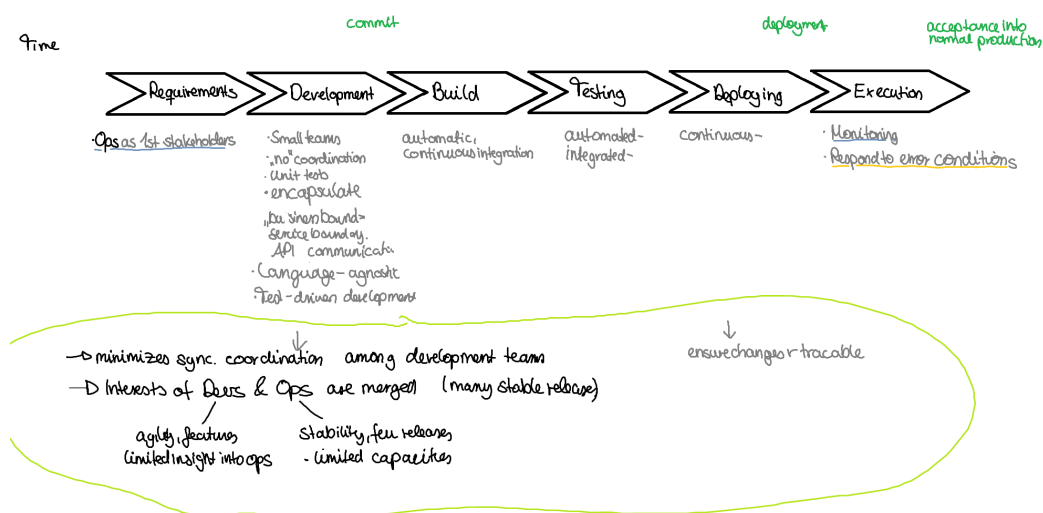 commit
deployment
acceptance into
normal production
Time
Requirements
Development
Build
Testing
Deploying
Execution
·Ops as 1st stakeholders
·Small teams
·„no" coordination
·Unit tests
·encapsulate
„business bound=
service bounday.
API communicati
·Language-agnostic
·Test-driven development
automatic,
continuous integration
automated-
integrated-
continuous-
· Monitoring
· Respond to error conditions
→ minimizes sync. coordination among development teams
→ Interests of Devs & Ops are merged (many stable release)
agility, features
limited insight into ops
stability, few releases
- limited capacities
ensure changes r tracable